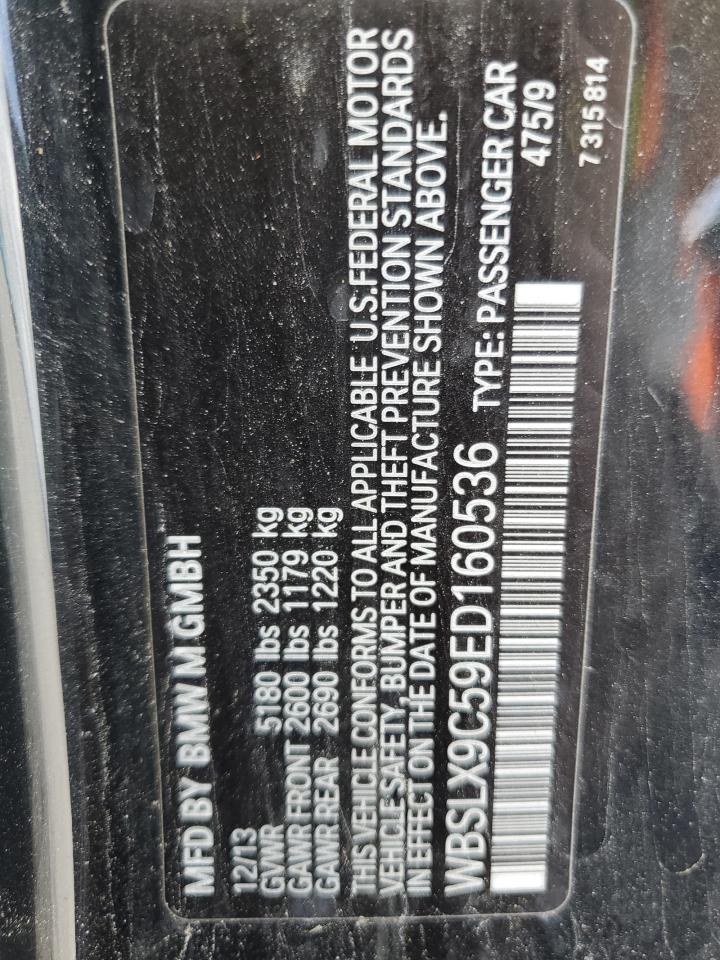 MFD BY BMW M GMBH
12/13
GVWR 5180 lbs 2350 kg
GAWR FRONT 2600 lbs 1179 kg
GAWR REAR 2690 lbs 1220 kg
THIS VEHICLE CONFORMS TO ALL APPLICABLE U.S. FEDERAL MOTOR
VEHICLE SAFETY, BUMPER AND THEFT PREVENTION STANDARDS
IN EFFECT ON THE DATE OF MANUFACTURE SHOWN ABOVE.
WBSLX9C59ED160536 TYPE: PASSENGER CAR
475/9
7 315 814